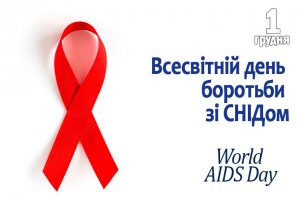 1
грудня
Всесвітній день
боротьби
зі СНІДом
World
AIDS Day